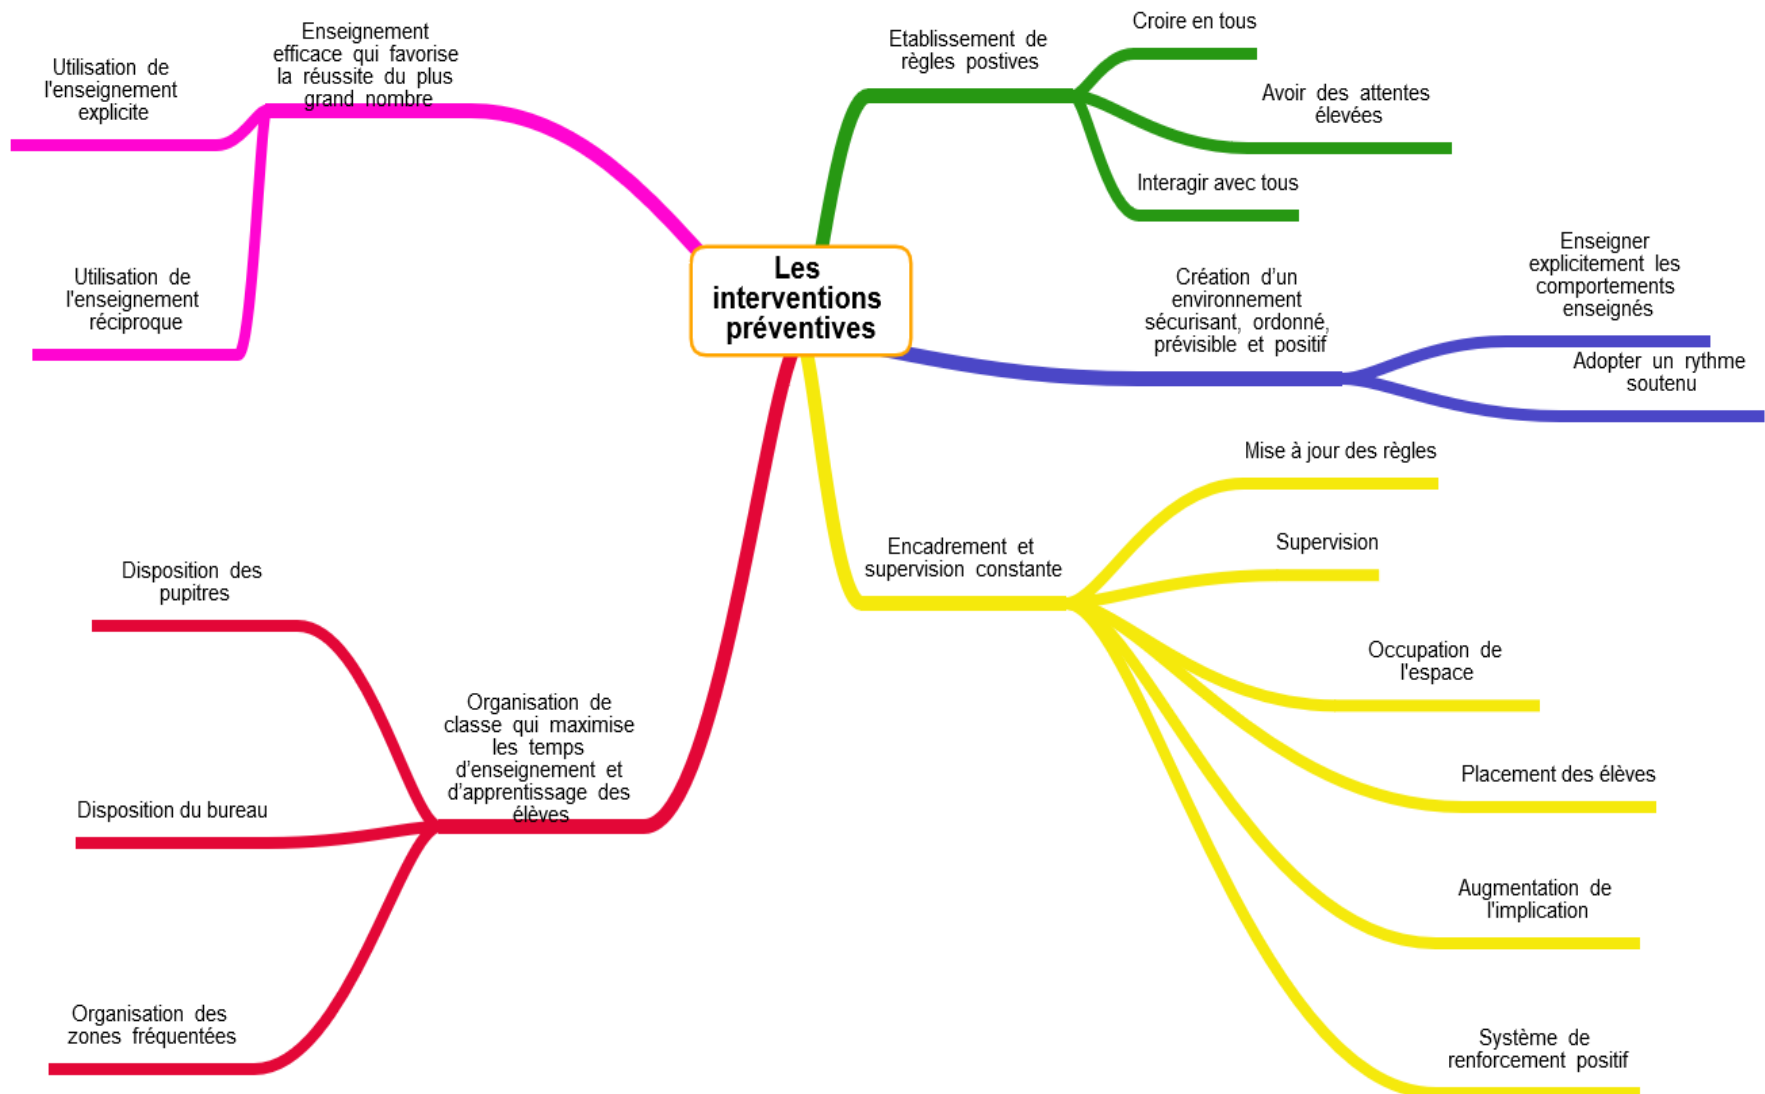 Les
interventions
préventives
Etablissement de
règles postives
Croire en tous
Avoir des attentes
élevées
Interagir avec tous
Création d'un
environnement
sécurisant, ordonné,
prévisible et positif
Enseigner
explicitement les
comportements
enseignés
Adopter un rythme
soutenu
Encadrement et
supervision constante
Mise à jour des règles
Supervision
Occupation de
l'espace
Placement des élèves
Augmentation de
l'implication
Système de
renforcement positif
Organisation de
classe qui maximise
les temps
d'enseignement et
d'apprentissage des
élèves
Disposition des
pupitres
Disposition du bureau
Organisation des
zones fréquentées
Enseignement
efficace qui favorise
la réussite du plus
grand nombre
Utilisation de
l'enseignement
explicite
Utilisation de
l'enseignement
réciproque